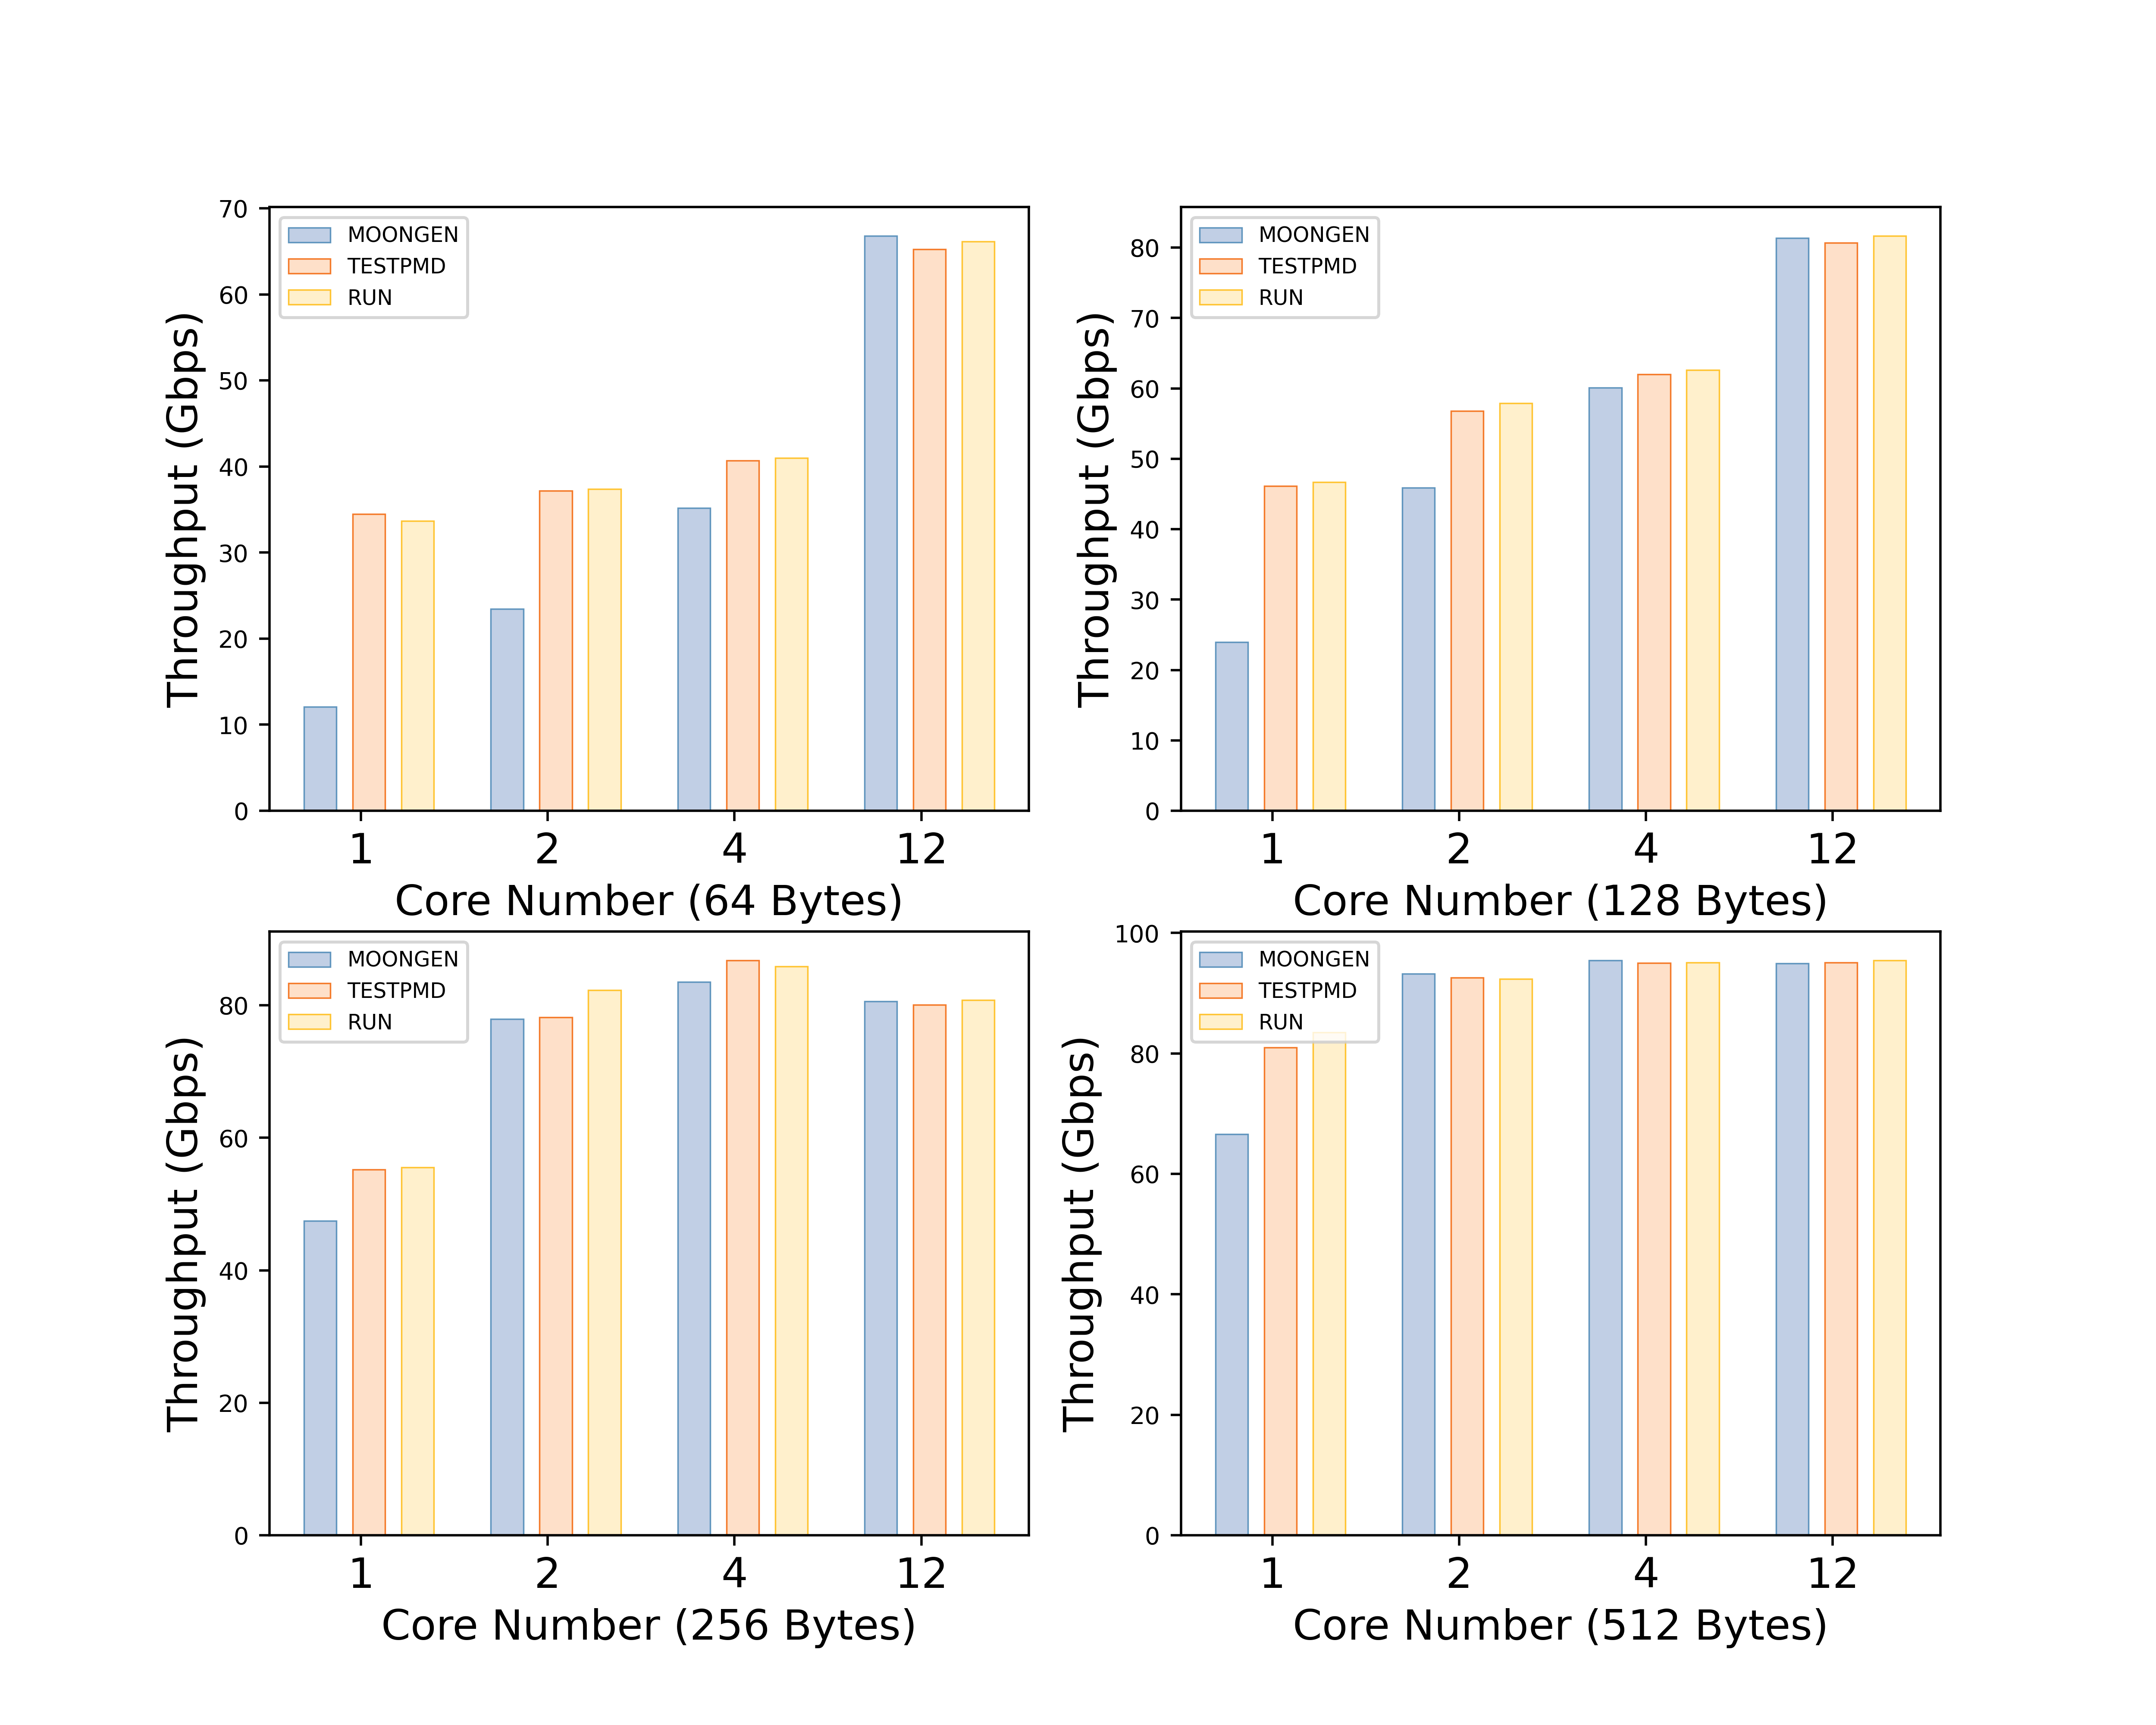 70
60
50
40
30
20
10
0
Throughput (Gbps)
MOONGEN
TESTPMD
RUN
1 2 4 12
Core Number (64 Bytes)
80
70
60
50
40
30
20
10
0
Throughput (Gbps)
MOONGEN
TESTPMD
RUN
1 2 4 12
Core Number (128 Bytes)
80
60
40
20
0
Throughput (Gbps)
MOONGEN
TESTPMD
RUN
1 2 4 12
Core Number (256 Bytes)
100
80
60
40
20
0
Throughput (Gbps)
MOONGEN
TESTPMD
RUN
1 2 4 12
Core Number (512 Bytes)